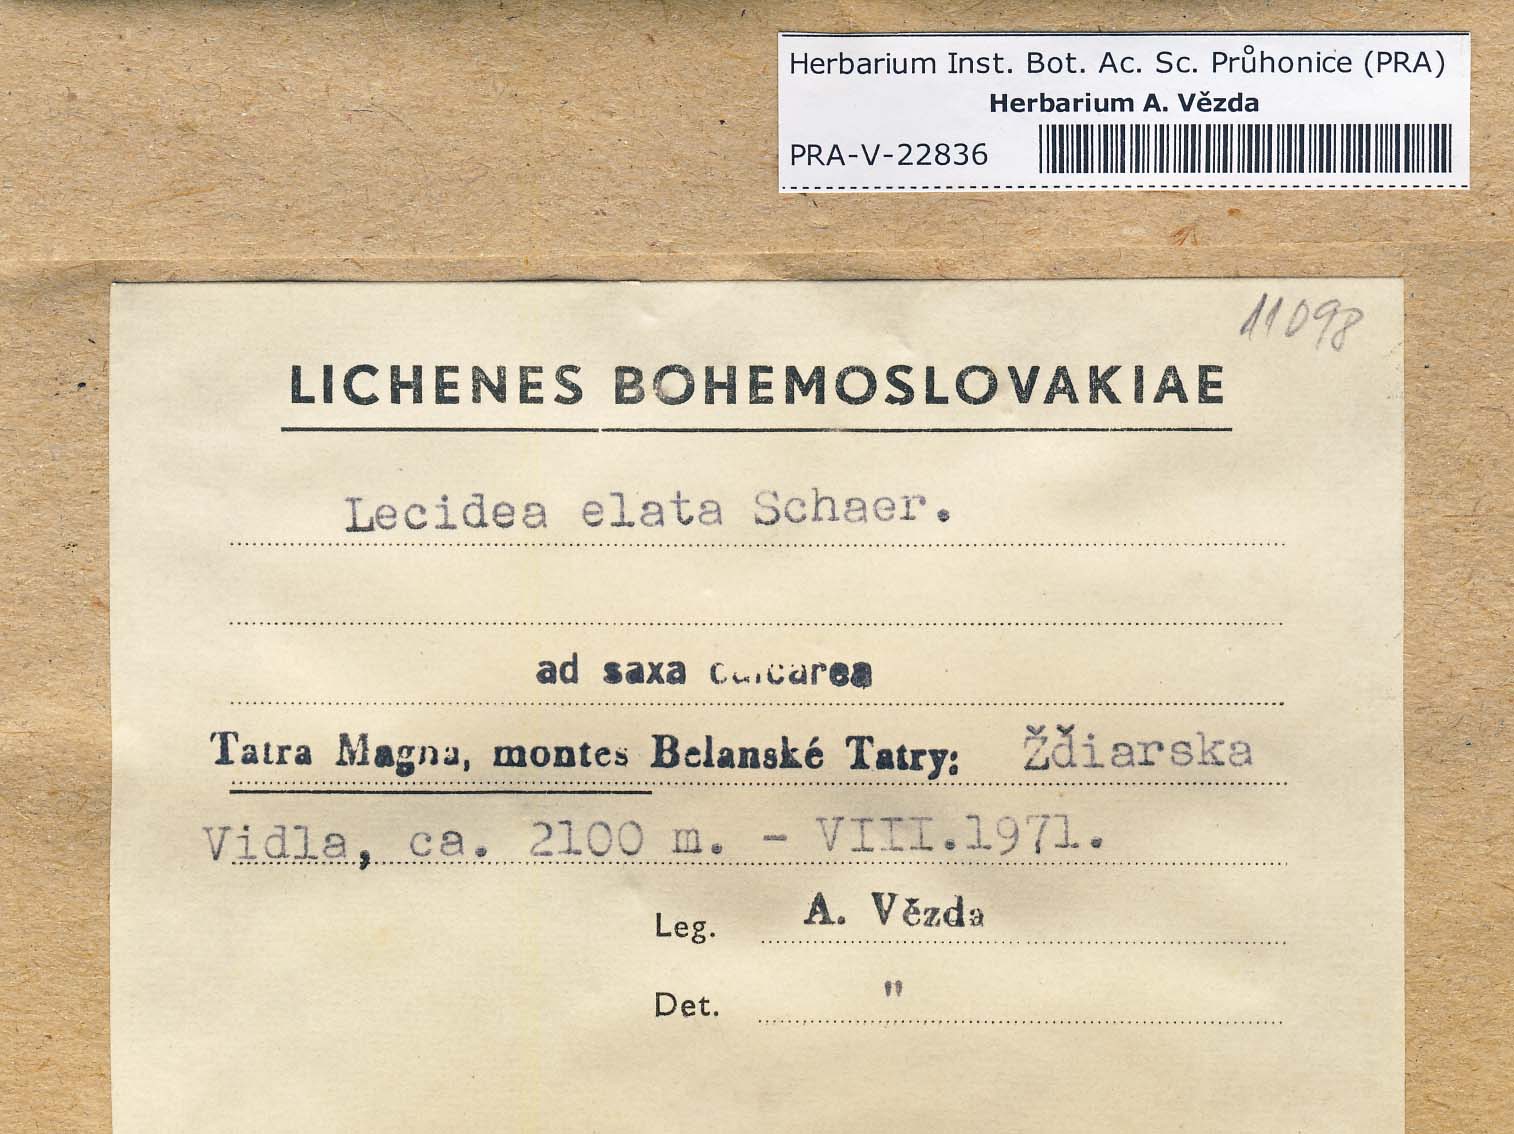 Herbarium Inst. Bot. Ac. Sc. Průhonice (PRA)
Herbarium A. Vězda
PRA-V-22836
11098
LICHENES BOHEMOSLOVAKIAE
Lecidea elata Schaer.
ad saxa calcarea
Tatra Magna, montes Belanské Tatry: Ždiarska
Vidla, ca. 2100 m. - VIII.1971.
Leg. A. Vězda
Det. "